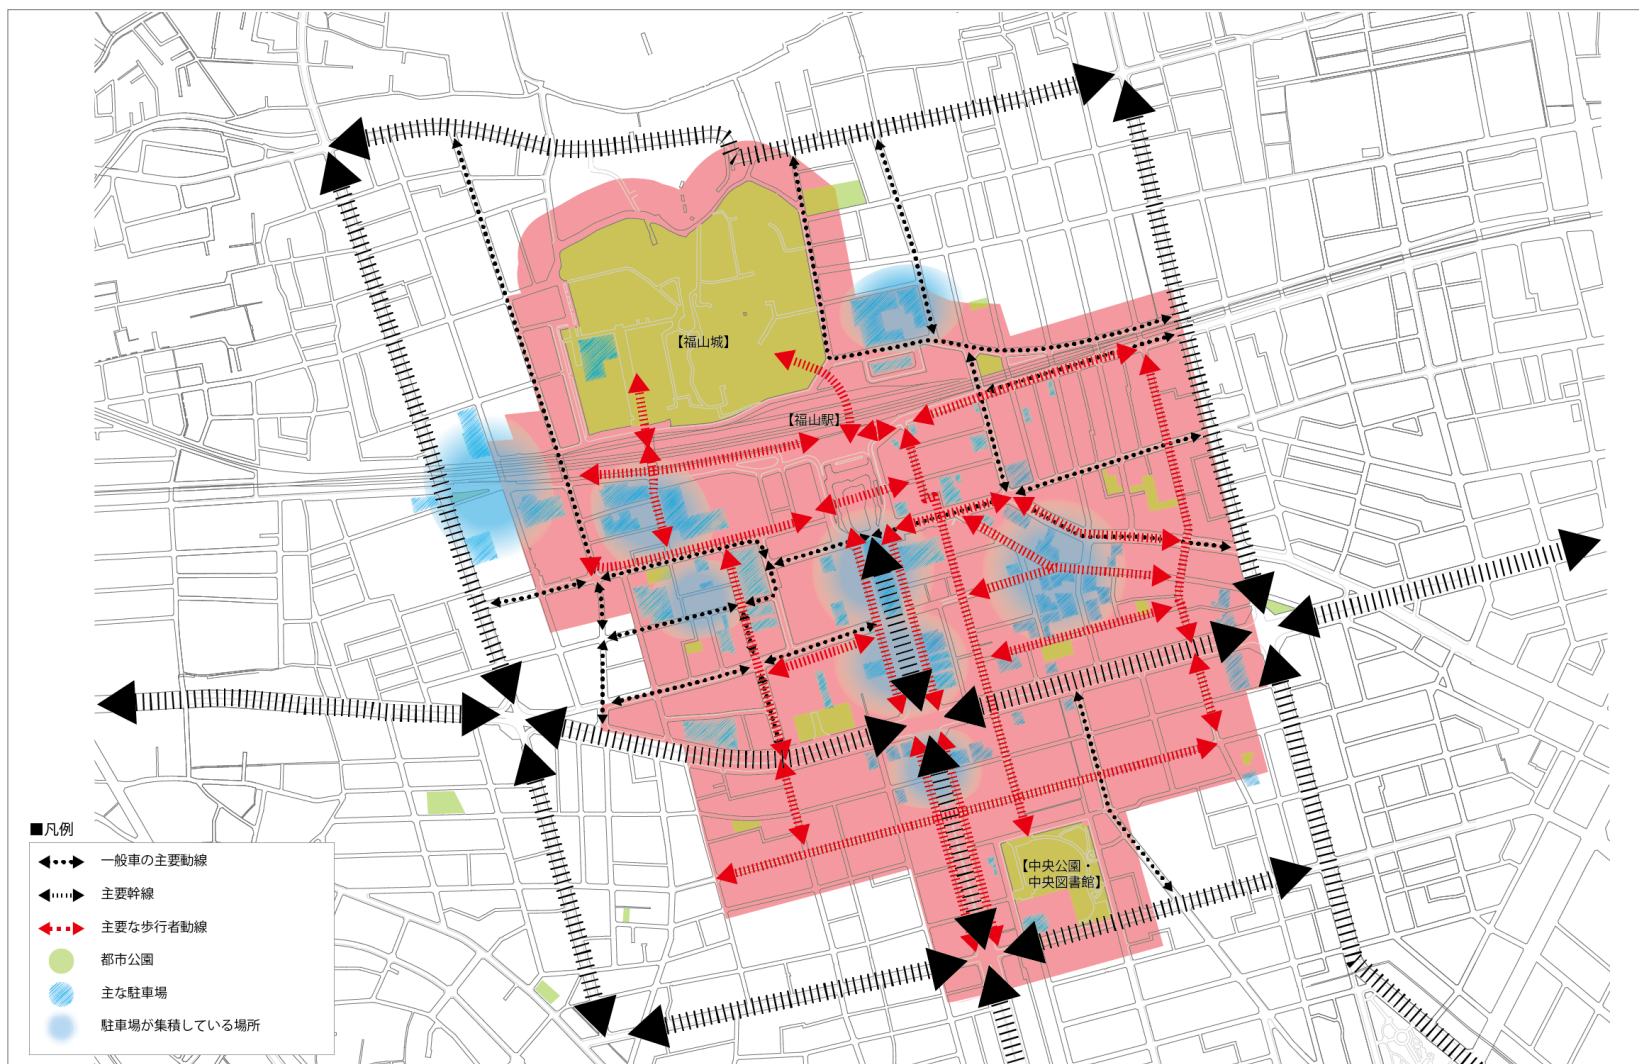 【福山城】
【福山駅】
【中央公園・
中央図書館】
■凡例
一般車の主要動線
主要幹線
主要な歩行者動線
都市公園
主な駐車場
駐車場が集積している場所